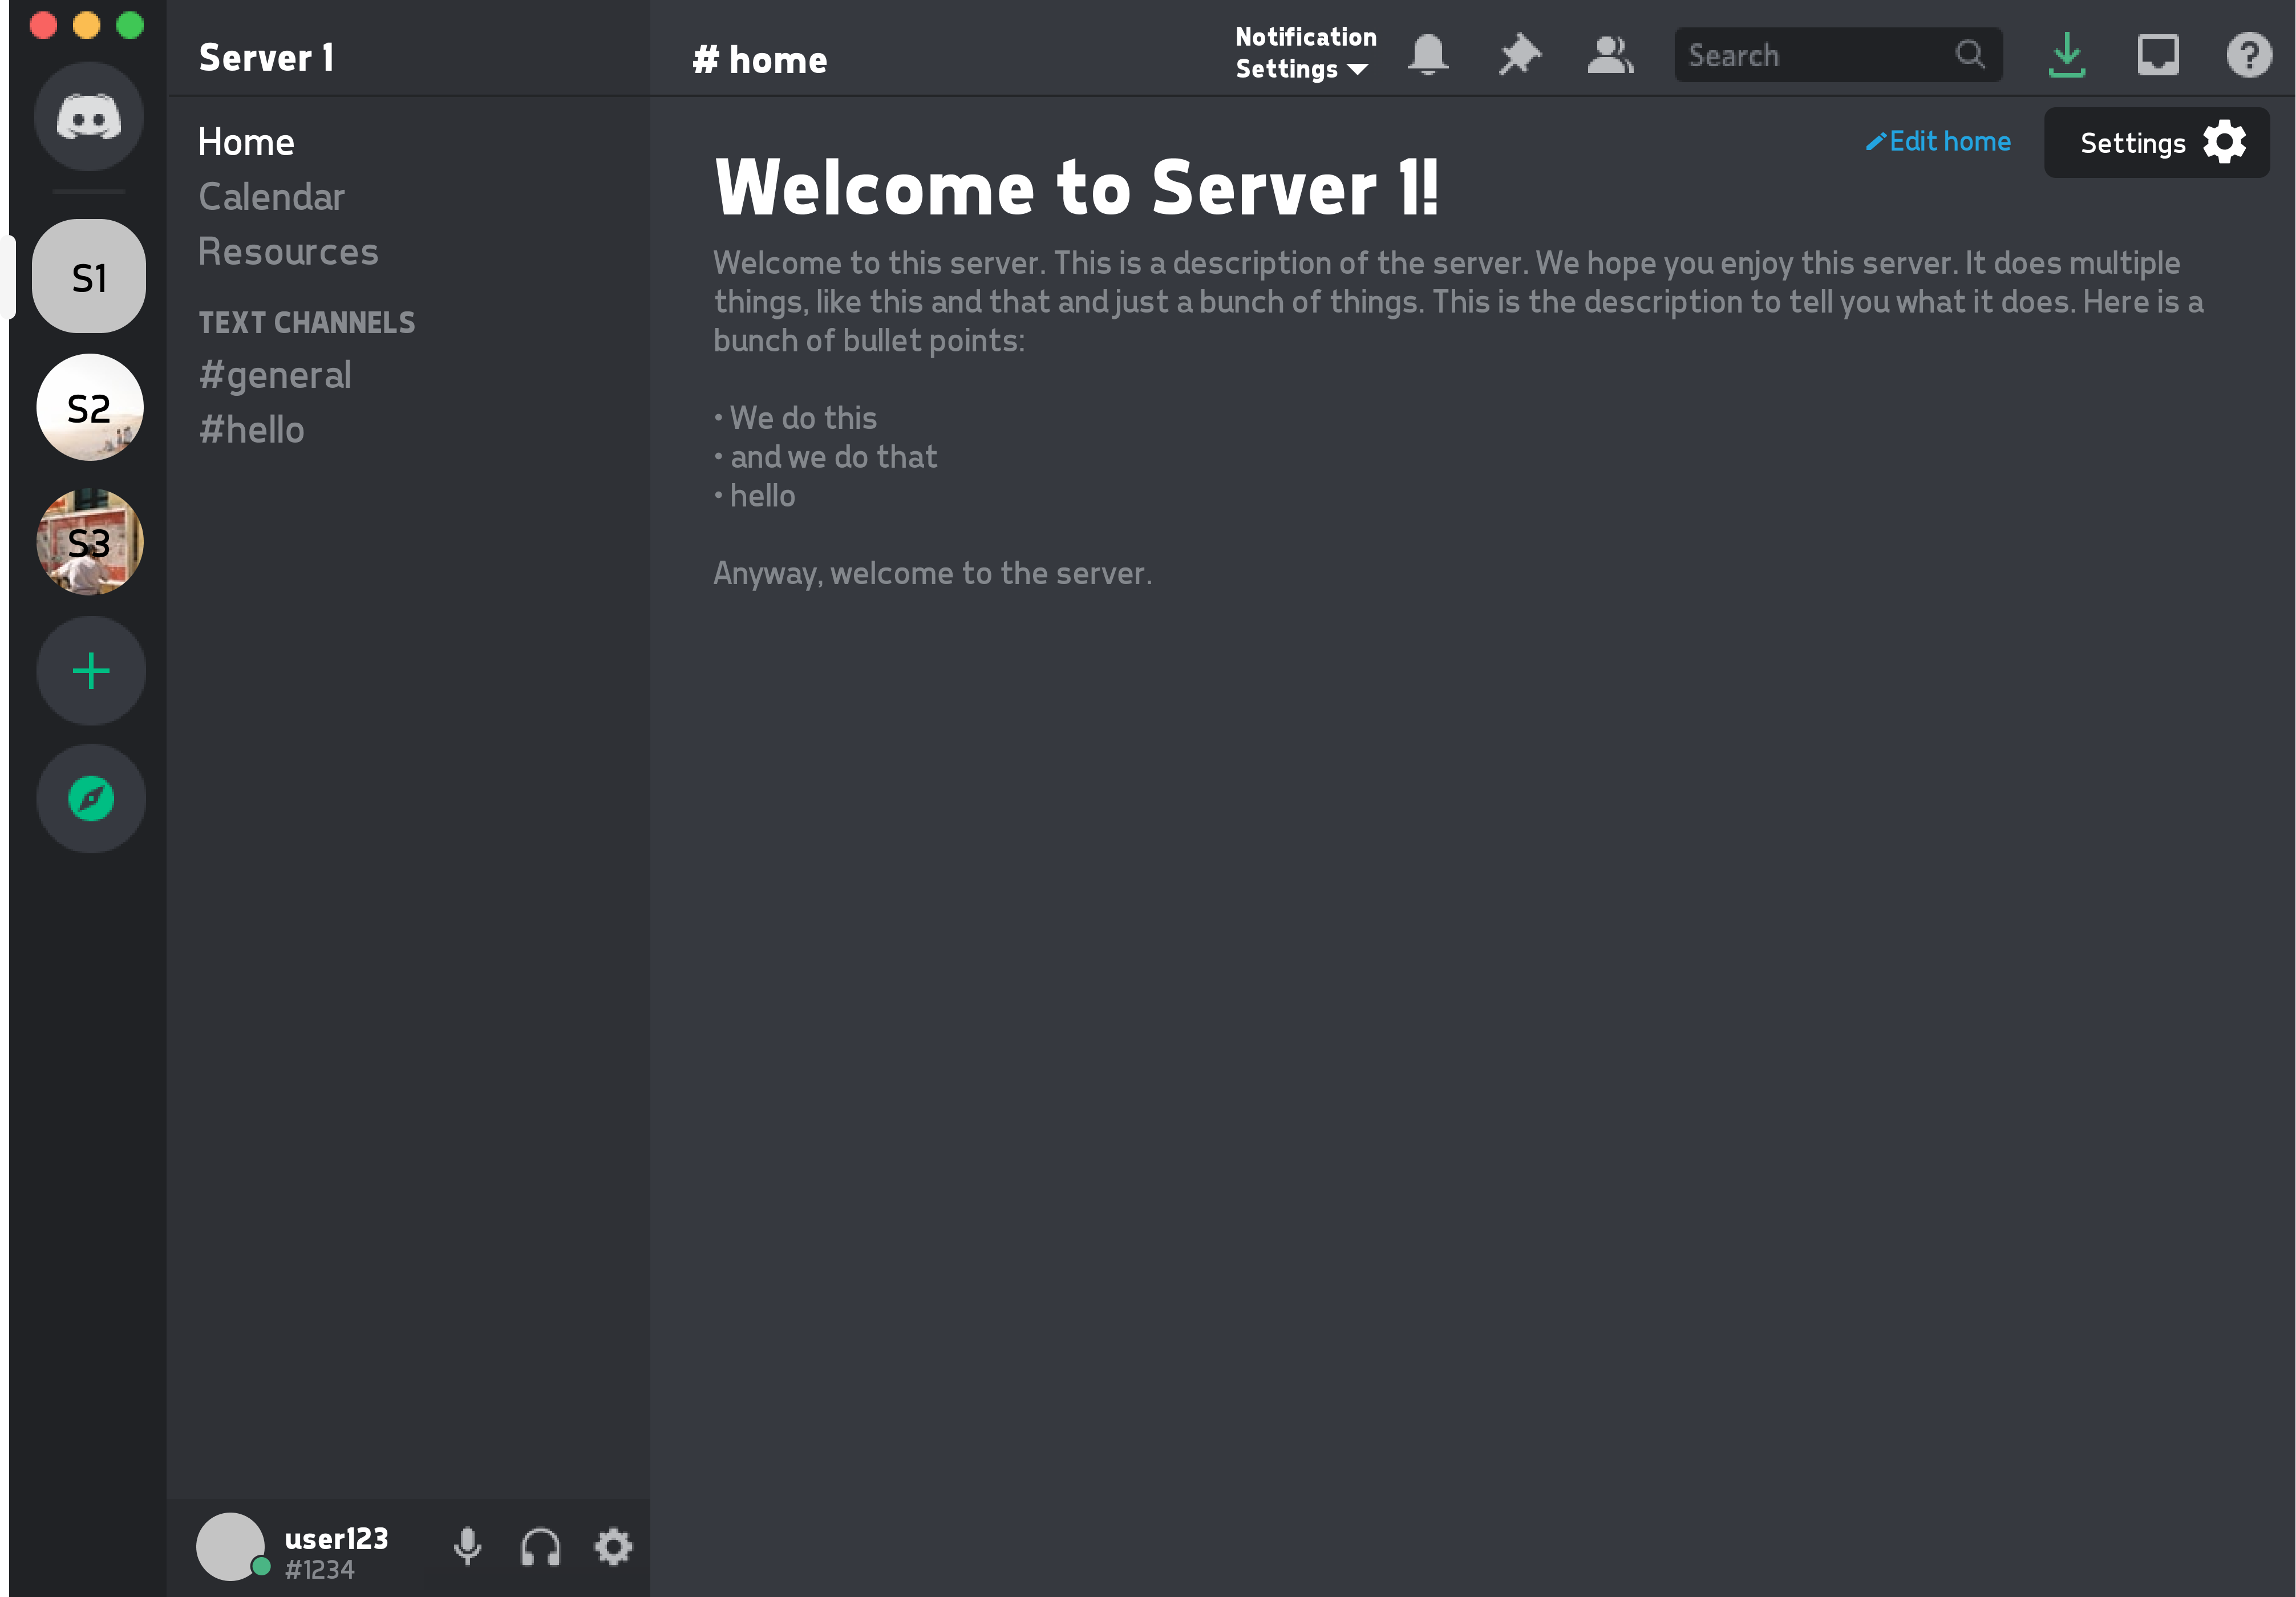 Server 1
# home
Notification
Settings
Search
?
Home
Calendar
Resources
TEXT CHANNELS
#general
#hello
S1
S2
S3
Edit home
Settings
Welcome to Server 1!
Welcome to this server. This is a description of the server. We hope you enjoy this server. It does multiple
things, like this and that and just a bunch of things. This is the description to tell you what it does. Here is a
bunch of bullet points:
• We do this
• and we do that
• hello
Anyway, welcome to the server.
user123
#1234